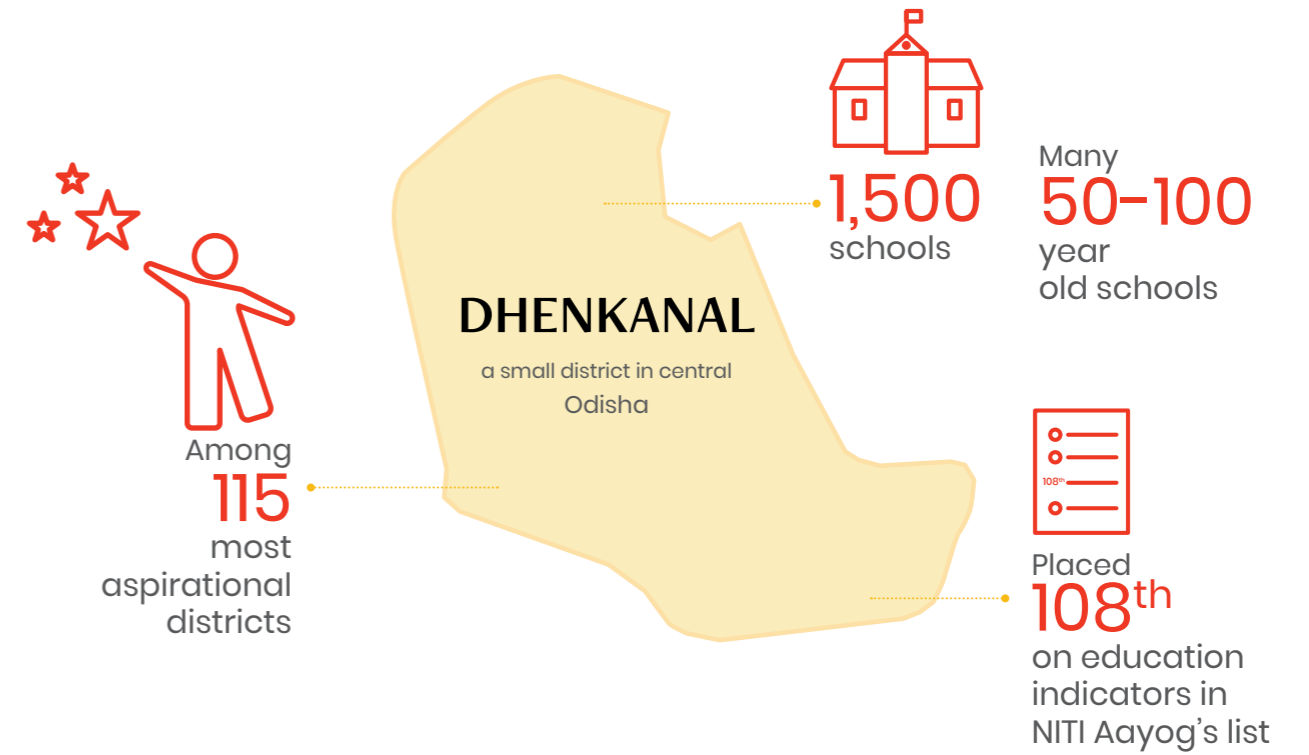 DHENKANAL
a small district in central
Odisha
1,500
schools
Many
50-100
year
old schools
Among
115
most
aspirational
districts
108th
Placed
108th
on education
indicators in
NITI Aayog’s list